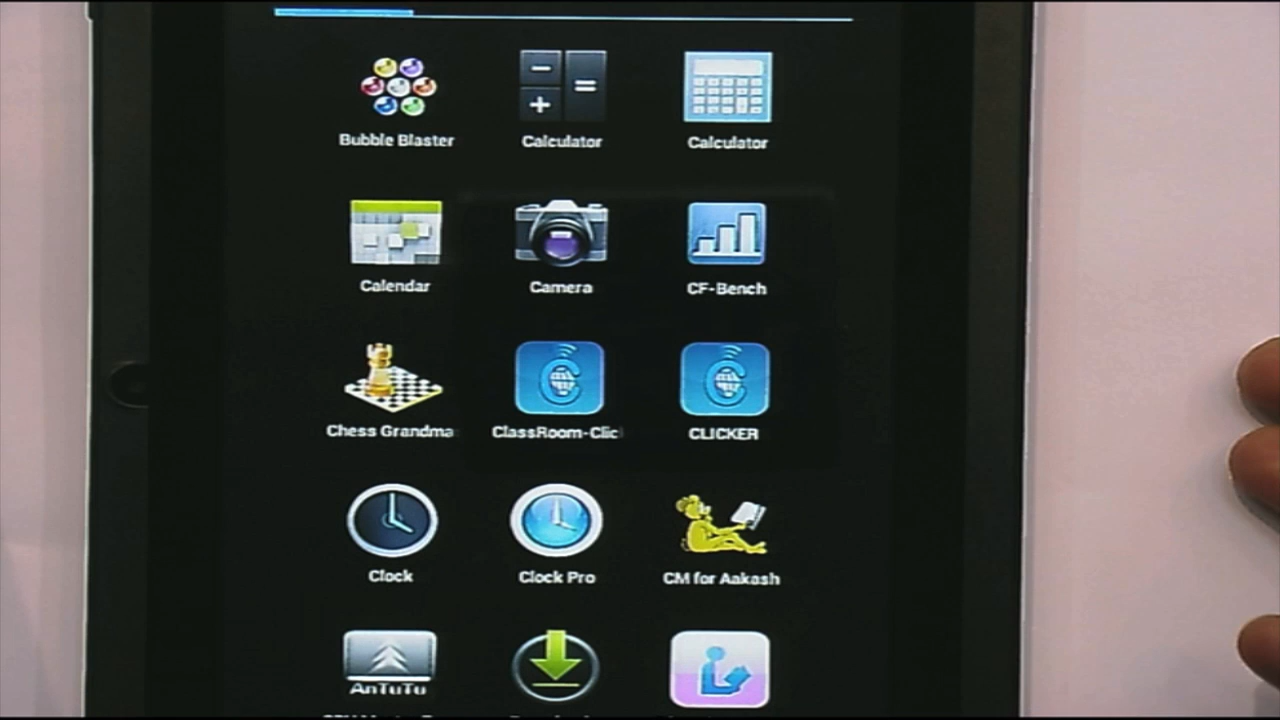 Bubble Blaster
Calculator
Calculator
Calendar
Camera
CF-Bench
Chess Grandma
ClassRoom-Clic
CLICKER
Clock
Clock Pro
CM for Aakash
AnTuTu